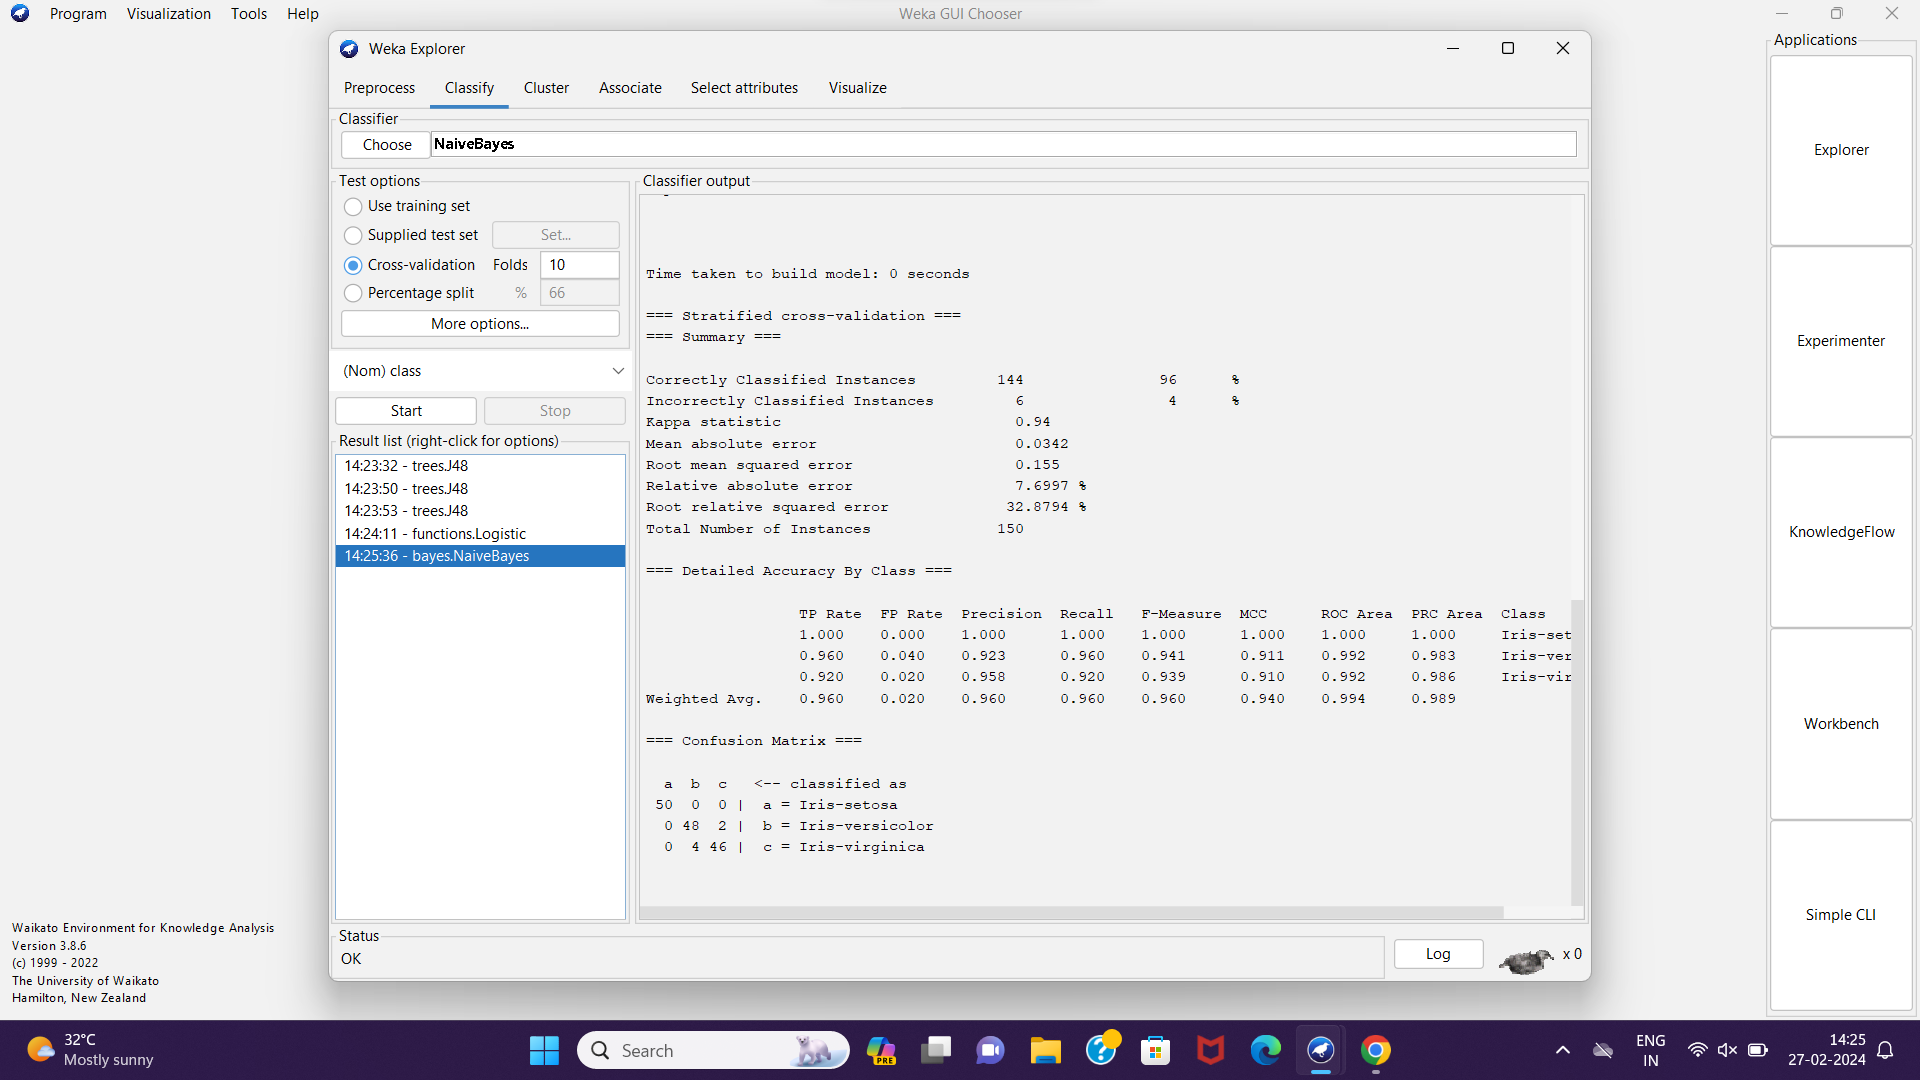 Program Visualization Tools Help Weka GUI Chooser
Weka Explorer
Preprocess Classify Cluster Associate Select attributes Visualize
Classifier
Choose NaiveBayes
Test options
Use training set
Supplied test set Set...
Cross-validation Folds 10
Percentage split % 66
More options...
(Nom) class
Start Stop
Result list (right-click for options)
14:23:32 - trees.J48
14:23:50 - trees.J48
14:23:53 - trees.J48
14:24:11 - functions.Logistic
14:25:36 - bayes.NaiveBayes
Classifier output
Time taken to build model: 0 seconds
=== Stratified cross-validation ===
=== Summary ===
Correctly Classified Instances 144 96 %
Incorrectly Classified Instances 6 4 %
Kappa statistic 0.94
Mean absolute error 0.0342
Root mean squared error 0.155
Relative absolute error 7.6997 %
Root relative squared error 32.8794 %
Total Number of Instances 150
=== Detailed Accuracy By Class ===
TP Rate FP Rate Precision Recall F-Measure MCC ROC Area PRC Area Class
1.000 0.000 1.000 1.000 1.000 1.000 1.000 1.000 Iris-set
0.960 0.040 0.923 0.960 0.941 0.911 0.992 0.983 Iris-ver
0.920 0.020 0.958 0.920 0.939 0.910 0.992 0.986 Iris-vir
Weighted Avg. 0.960 0.020 0.960 0.960 0.960 0.940 0.994 0.989
=== Confusion Matrix ===
a b c <-- classified as
50 0 0 | a = Iris-setosa
0 48 2 | b = Iris-versicolor
0 4 46 | c = Iris-virginica
Status
OK
Log
x 0
Applications
Explorer
Experimenter
KnowledgeFlow
Workbench
Simple CLI
Waikato Environment for Knowledge Analysis
Version 3.8.6
(c) 1999 - 2022
The University of Waikato
Hamilton, New Zealand
32°C
Mostly sunny
Search
PRE
ENG
IN
14:25
27-02-2024